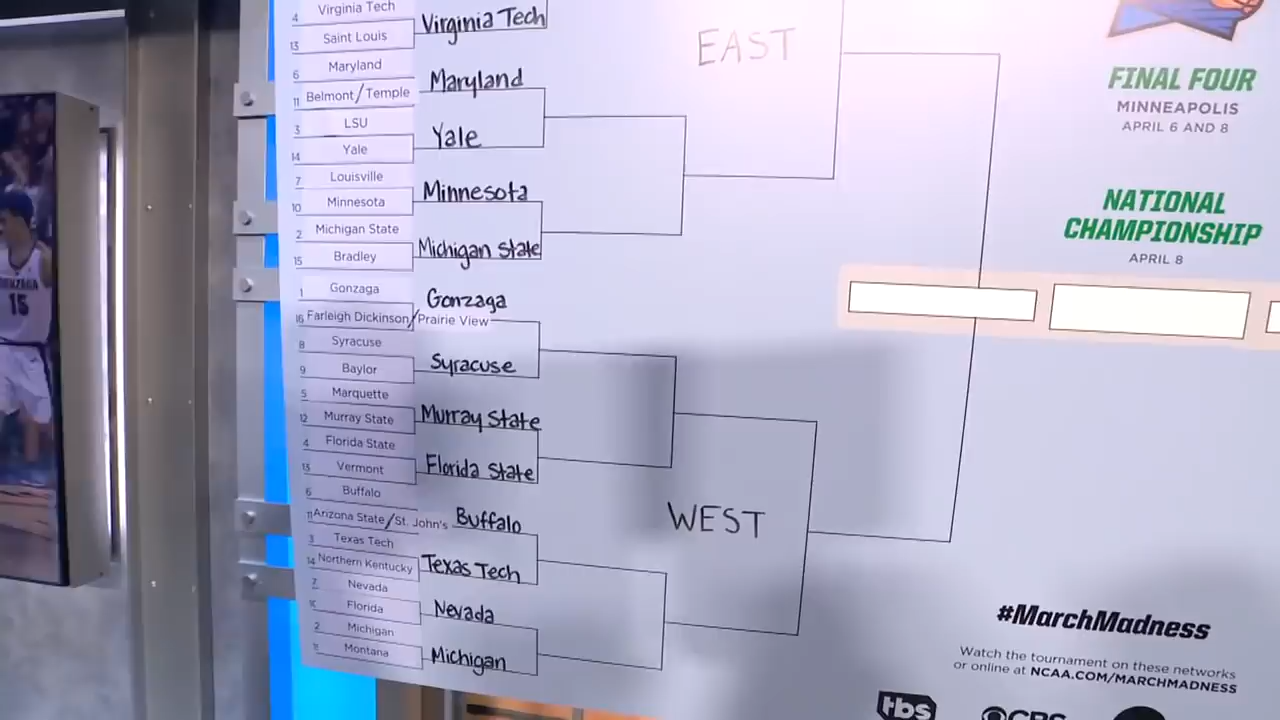 4 Virginia Tech
13 Saint Louis
Virginia Tech
6 Maryland
11 Belmont/Temple
Maryland
3 LSU
14 Yale
Yale
7 Louisville
10 Minnesota
Minnesota
2 Michigan State
15 Bradley
Michigan State
1 Gonzaga
16 Farleigh Dickinson/Prairie View
Gonzaga
8 Syracuse
9 Baylor
Syracuse
5 Marquette
12 Murray State
Murray State
4 Florida State
13 Vermont
Florida State
6 Buffalo
11 Arizona State/St. John's
Buffalo
3 Texas Tech
14 Northern Kentucky
Texas Tech
7 Nevada
Florida
Nevada
2 Michigan
Montana
Michigan
EAST
WEST
FINAL FOUR
MINNEAPOLIS
APRIL 6 AND 8
NATIONAL
CHAMPIONSHIP
APRIL 8
#MarchMadness
Watch the tournament on these networks
or online at NCAA.COM/MARCHMADNESS
tbs
CBS
GONZAGA
15